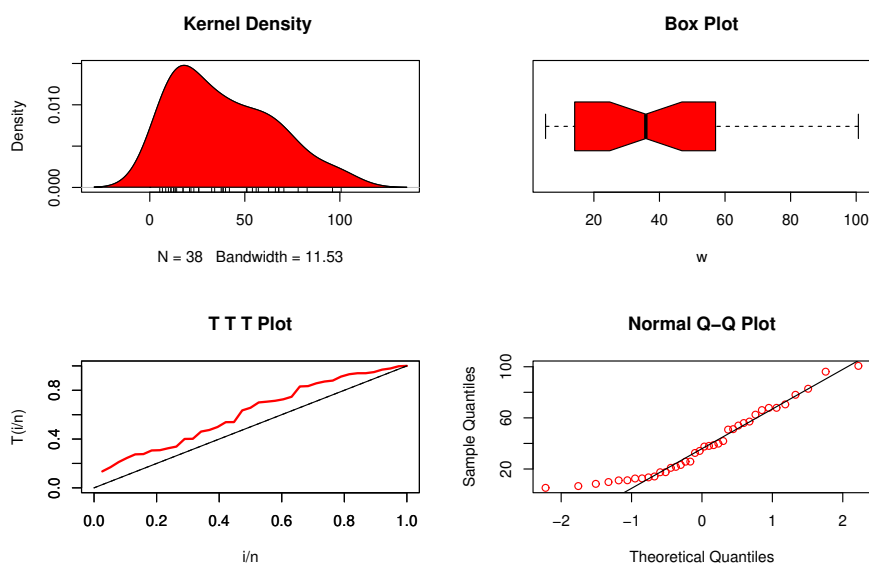 Kernel Density
Density
0.000
0.010
0
50
100
N = 38   Bandwidth = 11.53
Box Plot
20
40
60
80
100
w
T T T Plot
T(i/n)
0.0
0.4
0.8
0.0
0.2
0.4
0.6
0.8
1.0
i/n
Normal Q−Q Plot
Sample Quantiles
20
60
100
−2
−1
0
1
2
Theoretical Quantiles